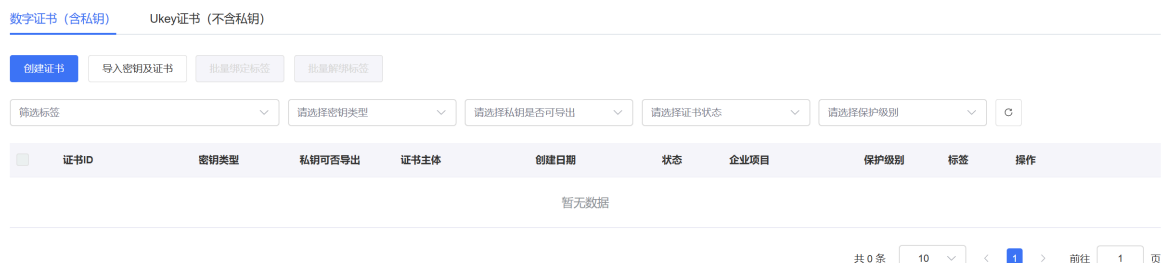 数字证书（含私钥） Ukey证书（不含私钥）
创建证书 导入密钥及证书 批量绑定标签 批量解绑标签
筛选标签 请选择密钥类型 请选择私钥是否可导出 请选择证书状态 请选择保护级别
证书ID 密钥类型 私钥可否导出 证书主体 创建日期 状态 企业项目 保护级别 标签 操作
暂无数据
共 0 条 10 1 前往 1 页